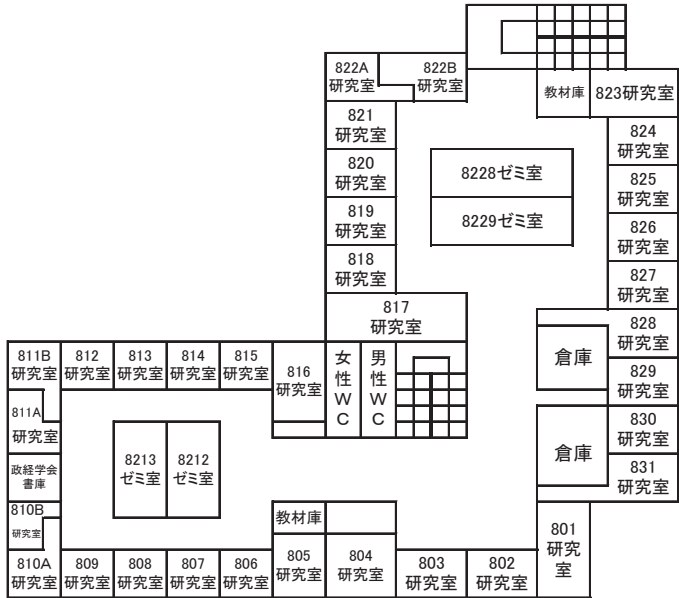 822A
研究室
822B
研究室
教材庫
823研究室
821
研究室
824
研究室
820
研究室
8228ゼミ室
825
研究室
819
研究室
8229ゼミ室
826
研究室
818
研究室
827
研究室
817
研究室
828
研究室
倉庫
829
研究室
811B
研究室
812
研究室
813
研究室
814
研究室
815
研究室
816
研究室
女性WC
男性WC
811A
研究室
830
研究室
倉庫
831
研究室
政経学会
書庫
8213
ゼミ室
8212
ゼミ室
810B
研究室
教材庫
801
研究室
810A
研究室
809
研究室
808
研究室
807
研究室
806
研究室
805
研究室
804
研究室
803
研究室
802
研究室